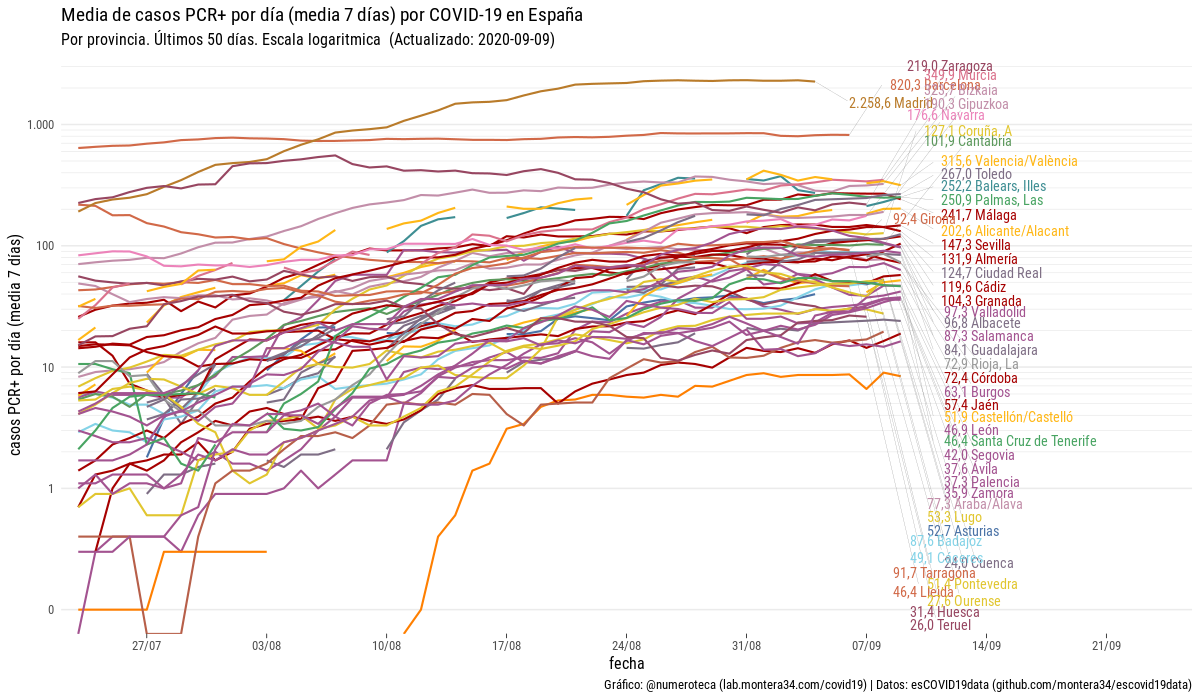 Media de casos PCR+ por día (media 7 días) por COVID-19 en España
Por provincia. Últimos 50 días. Escala logaritmica (Actualizado: 2020-09-09)
casos PCR+ por día (media 7 días)
1.000
100
10
1
0
219,0 Zaragoza
349,9 Murcia
820,3 Barcelona
Bizkaia
2.258,6 Madrid
Gipuzkoa
176,6 Navarra
127,1 Coruña, A
101,9 Cantabria
315,6 Valencia/València
267,0 Toledo
252,2 Balears, Illes
250,9 Palmas, Las
241,7 Málaga
92,4 Girona
202,6 Alicante/Alacant
147,3 Sevilla
131,9 Almería
124,7 Ciudad Real
119,6 Cádiz
104,3 Granada
97,3 Valladolid
96,8 Albacete
87,3 Salamanca
84,1 Guadalajara
72,9 Rioja, La
72,4 Córdoba
63,1 Burgos
57,4 Jaén
51,9 Castellón/Castelló
46,9 León
46,4 Santa Cruz de Tenerife
42,0 Segovia
37,6 Ávila
37,3 Palencia
35,9 Zamora
77,3 Araba/Álava
53,3 Lugo
52,7 Asturias
87,6 Badajoz
49,1 Cáceres
24,0 Cuenca
91,7 Tarragona
Pontevedra
46,4 Lleida
27,6 Ourense
31,4 Huesca
26,0 Teruel
27/07
03/08
10/08
17/08
24/08
31/08
07/09
14/09
21/09
fecha
Gráfico: @numeroteca (lab.montera34.com/covid19) | Datos: esCOVID19data (github.com/montera34/escovid19data)